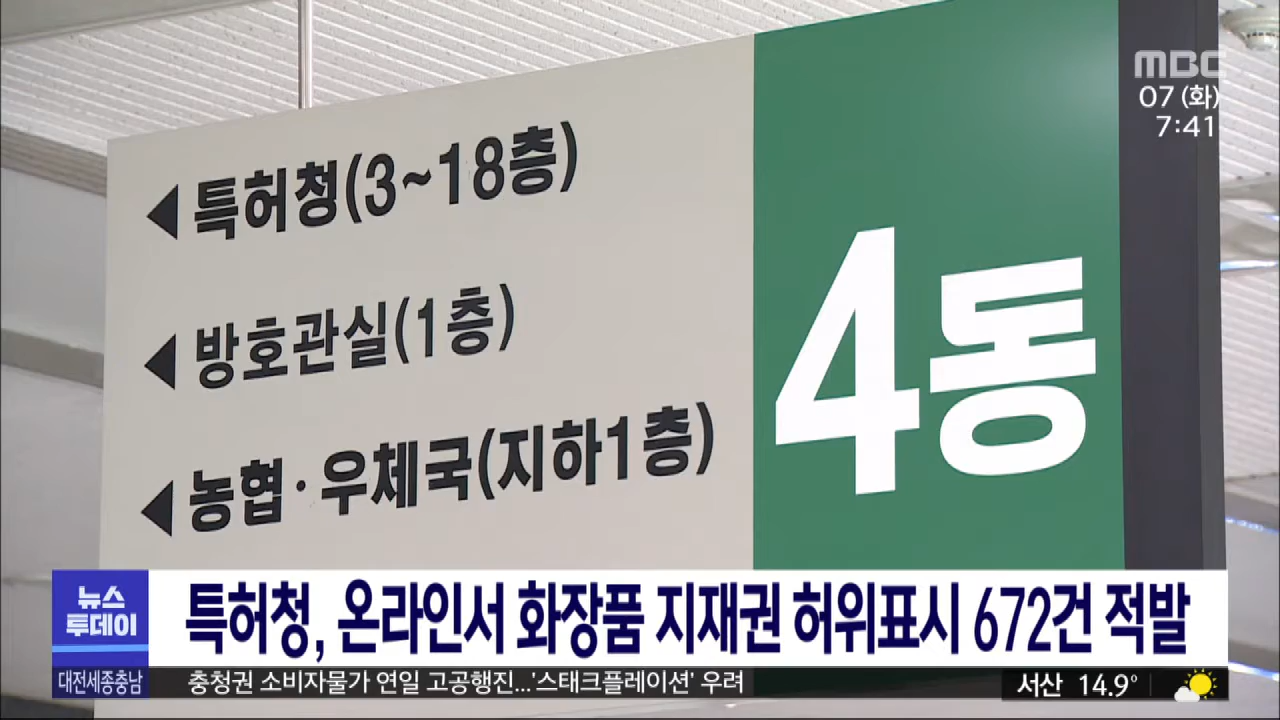 MBC
07 (화)
7:41
◀ 특허청(3~18층)
◀ 방호관실(1층)
◀ 농협·우체국(지하1층)
4동
뉴스
투데이
특허청, 온라인서 화장품 지재권 허위표시 672건 적발
대전세종충남
충청권 소비자물가 연일 고공행진...'스태크플레이션' 우려
서산 14.9°